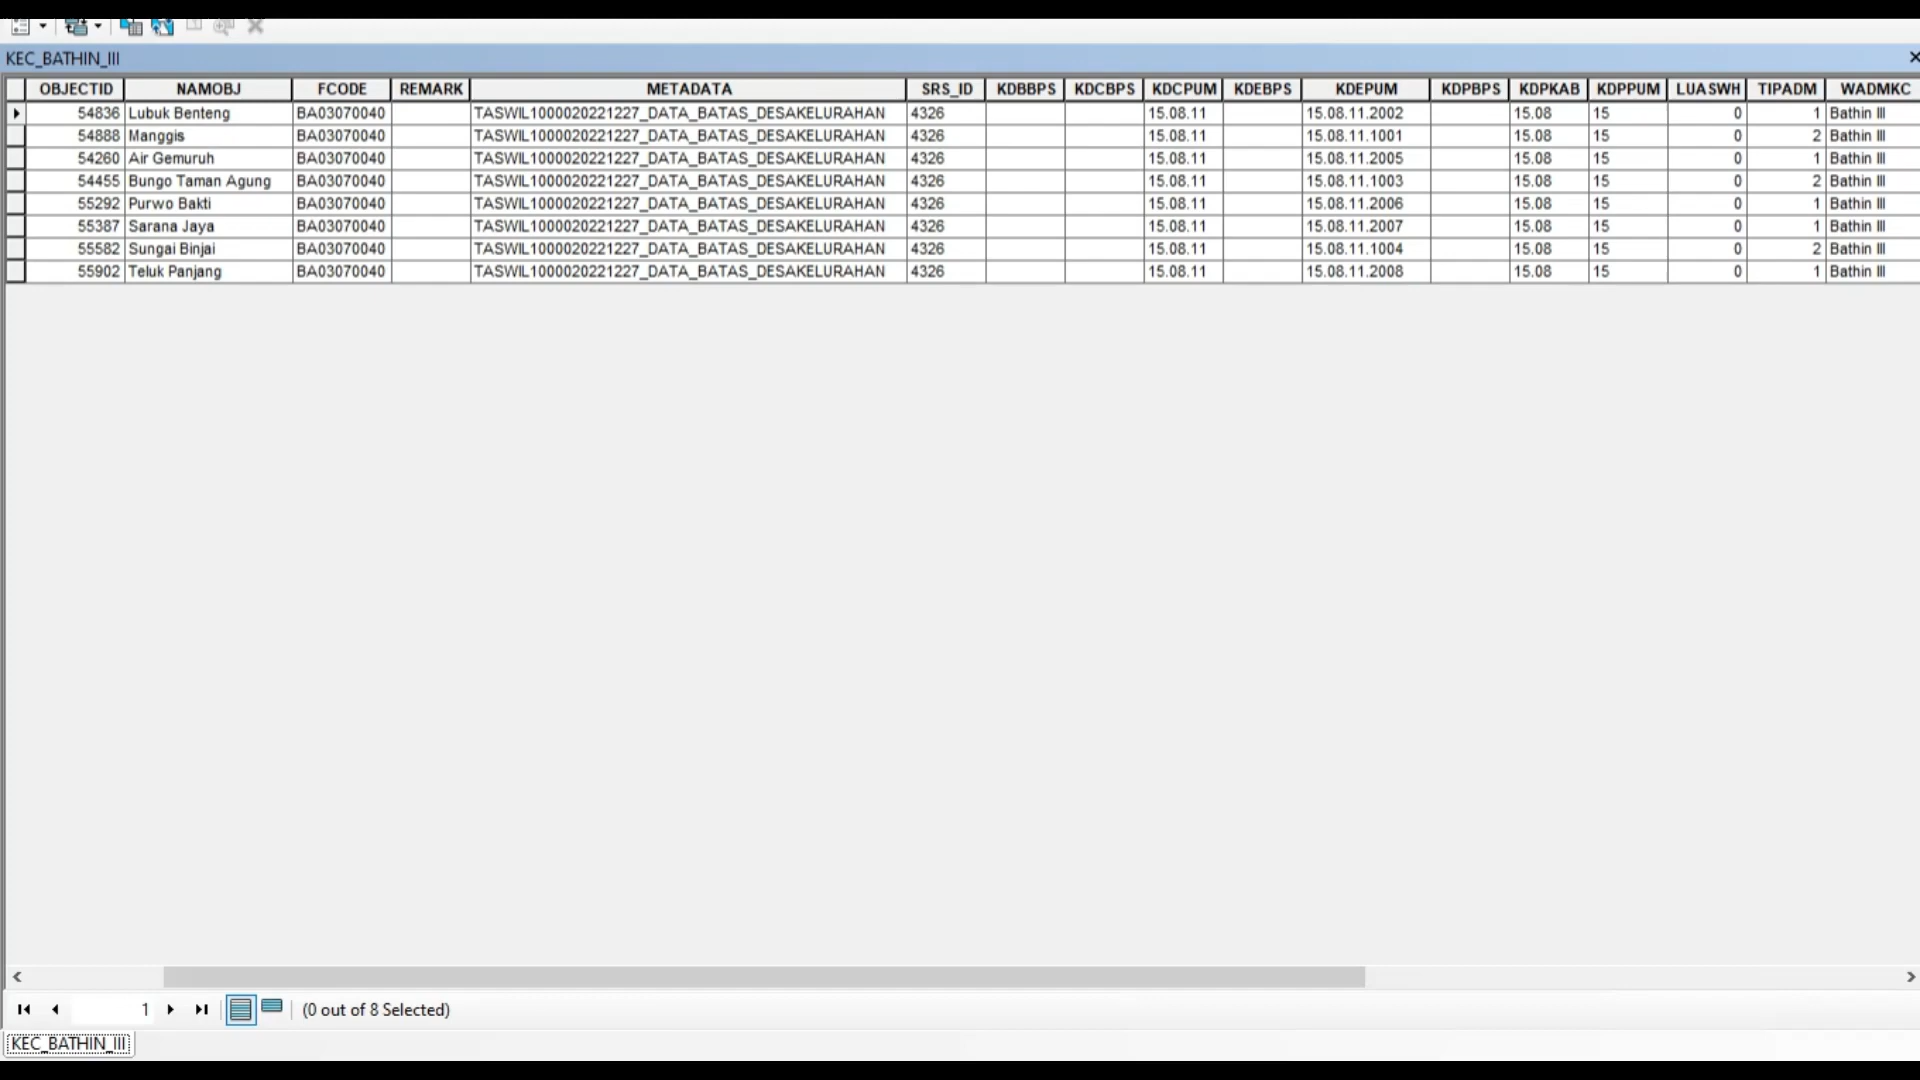 KEC_BATHIN_III
OBJECTID NAMOBJ FCODE REMARK METADATA SRS_ID KDBBPS KDCBPS KDCPUM KDEBPS KDEPUM KDPBPS KDPKAB KDPPUM LUASWH TIPADM WADMKC
54836 Lubuk Benteng BA03070040 TASWIL1000020221227_DATA_BATAS_DESAKELURAHAN 4326 15.08.11 15.08.11.2002 15.08 15 0 1 Bathin III
54888 Manggis BA03070040 TASWIL1000020221227_DATA_BATAS_DESAKELURAHAN 4326 15.08.11 15.08.11.1001 15.08 15 0 2 Bathin III
54260 Air Gemuruh BA03070040 TASWIL1000020221227_DATA_BATAS_DESAKELURAHAN 4326 15.08.11 15.08.11.2005 15.08 15 0 1 Bathin III
54455 Bungo Taman Agung BA03070040 TASWIL1000020221227_DATA_BATAS_DESAKELURAHAN 4326 15.08.11 15.08.11.1003 15.08 15 0 2 Bathin III
55292 Purwo Bakti BA03070040 TASWIL1000020221227_DATA_BATAS_DESAKELURAHAN 4326 15.08.11 15.08.11.2006 15.08 15 0 1 Bathin III
55387 Sarana Jaya BA03070040 TASWIL1000020221227_DATA_BATAS_DESAKELURAHAN 4326 15.08.11 15.08.11.2007 15.08 15 0 1 Bathin III
55582 Sungai Binjai BA03070040 TASWIL1000020221227_DATA_BATAS_DESAKELURAHAN 4326 15.08.11 15.08.11.1004 15.08 15 0 2 Bathin III
55902 Teluk Panjang BA03070040 TASWIL1000020221227_DATA_BATAS_DESAKELURAHAN 4326 15.08.11 15.08.11.2008 15.08 15 0 1 Bathin III
1 (0 out of 8 Selected)
KEC_BATHIN_III